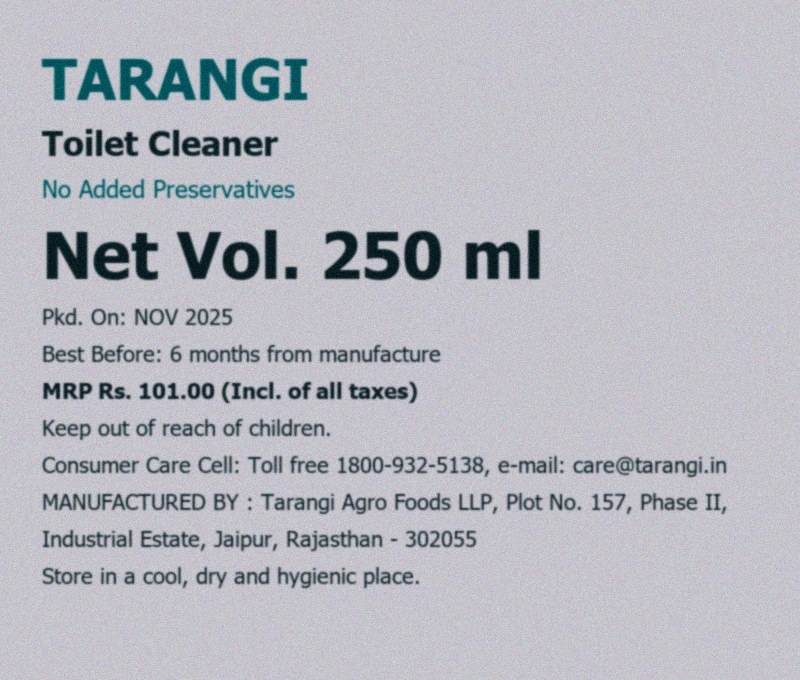 TARANGI
Toilet Cleaner
No Added Preservatives
Net Vol. 250 ml
Pkd. On: NOV 2025
Best Before: 6 months from manufacture
MRP Rs. 101.00 (Incl. of all taxes)
Keep out of reach of children.
Consumer Care Cell: Toll free 1800-932-5138, e-mail: care@tarangi.in
MANUFACTURED BY : Tarangi Agro Foods LLP, Plot No. 157, Phase II,
Industrial Estate, Jaipur, Rajasthan - 302055
Store in a cool, dry and hygienic place.